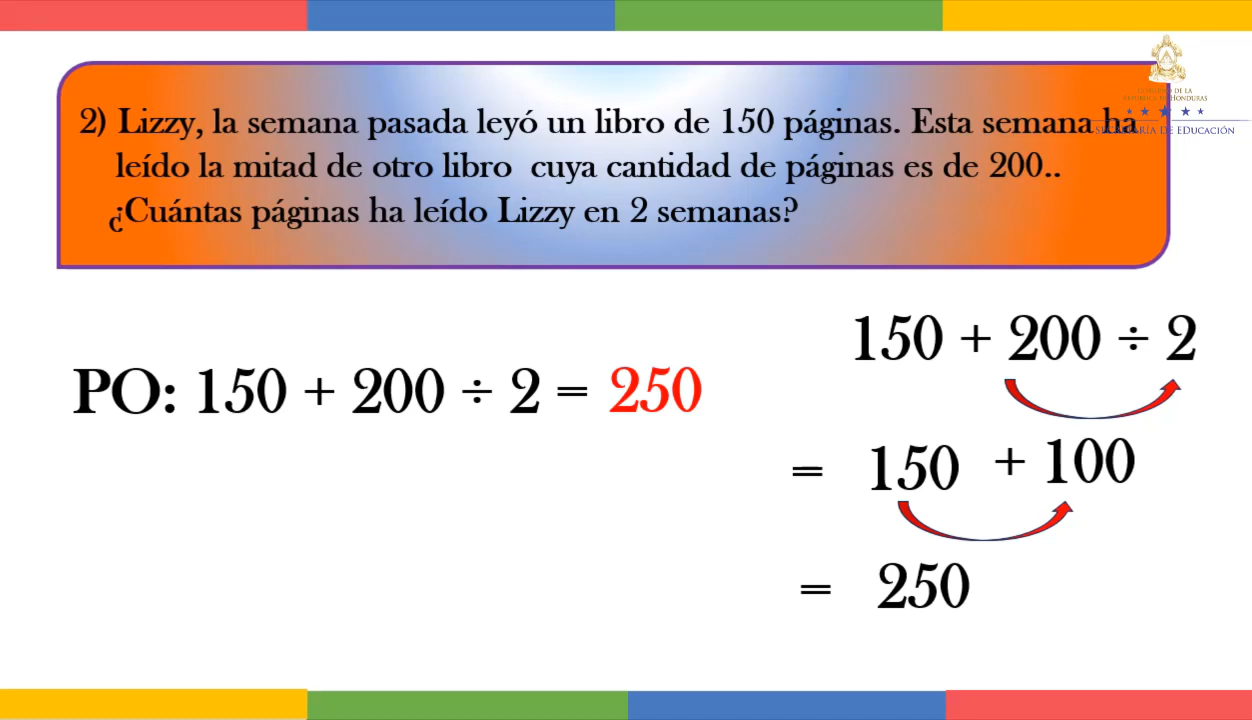 2) Lizzy, la semana pasada leyó un libro de 150 páginas. Esta semana ha
leído la mitad de otro libro cuya cantidad de páginas es de 200..
¿Cuántas páginas ha leído Lizzy en 2 semanas?
SECRETARÍA DE EDUCACIÓN
PO: 150 + 200 ÷ 2 = 250
150 + 200 ÷ 2
= 150 + 100
= 250